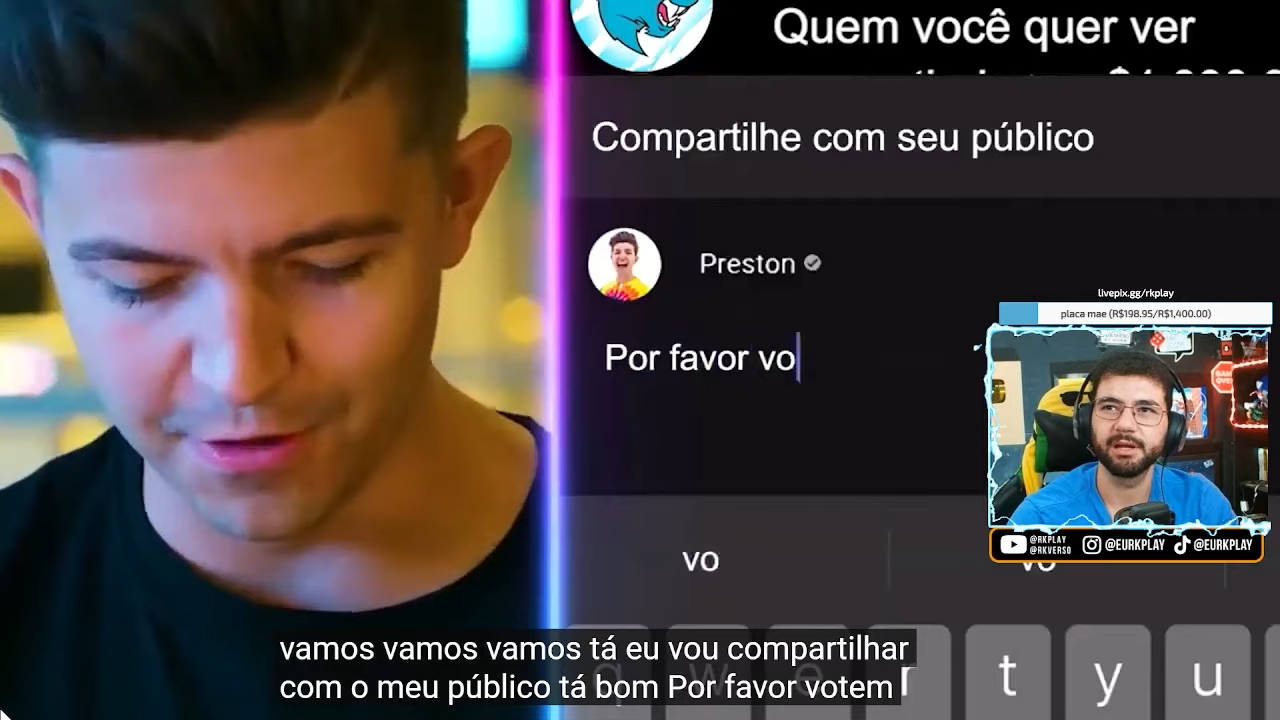 Quem você quer ver
Compartilhe com seu público
Preston
livepix.gg/rkplay
placa mae (R$198.95/R$1,400.00)
Por favor vo
@RKPLAY
@RKVERSO
@EURKPLAY
@EURKPLAY
vo
vo
vamos vamos vamos tá eu vou compartilhar
com o meu público tá bom Por favor votem
q w e r t y u